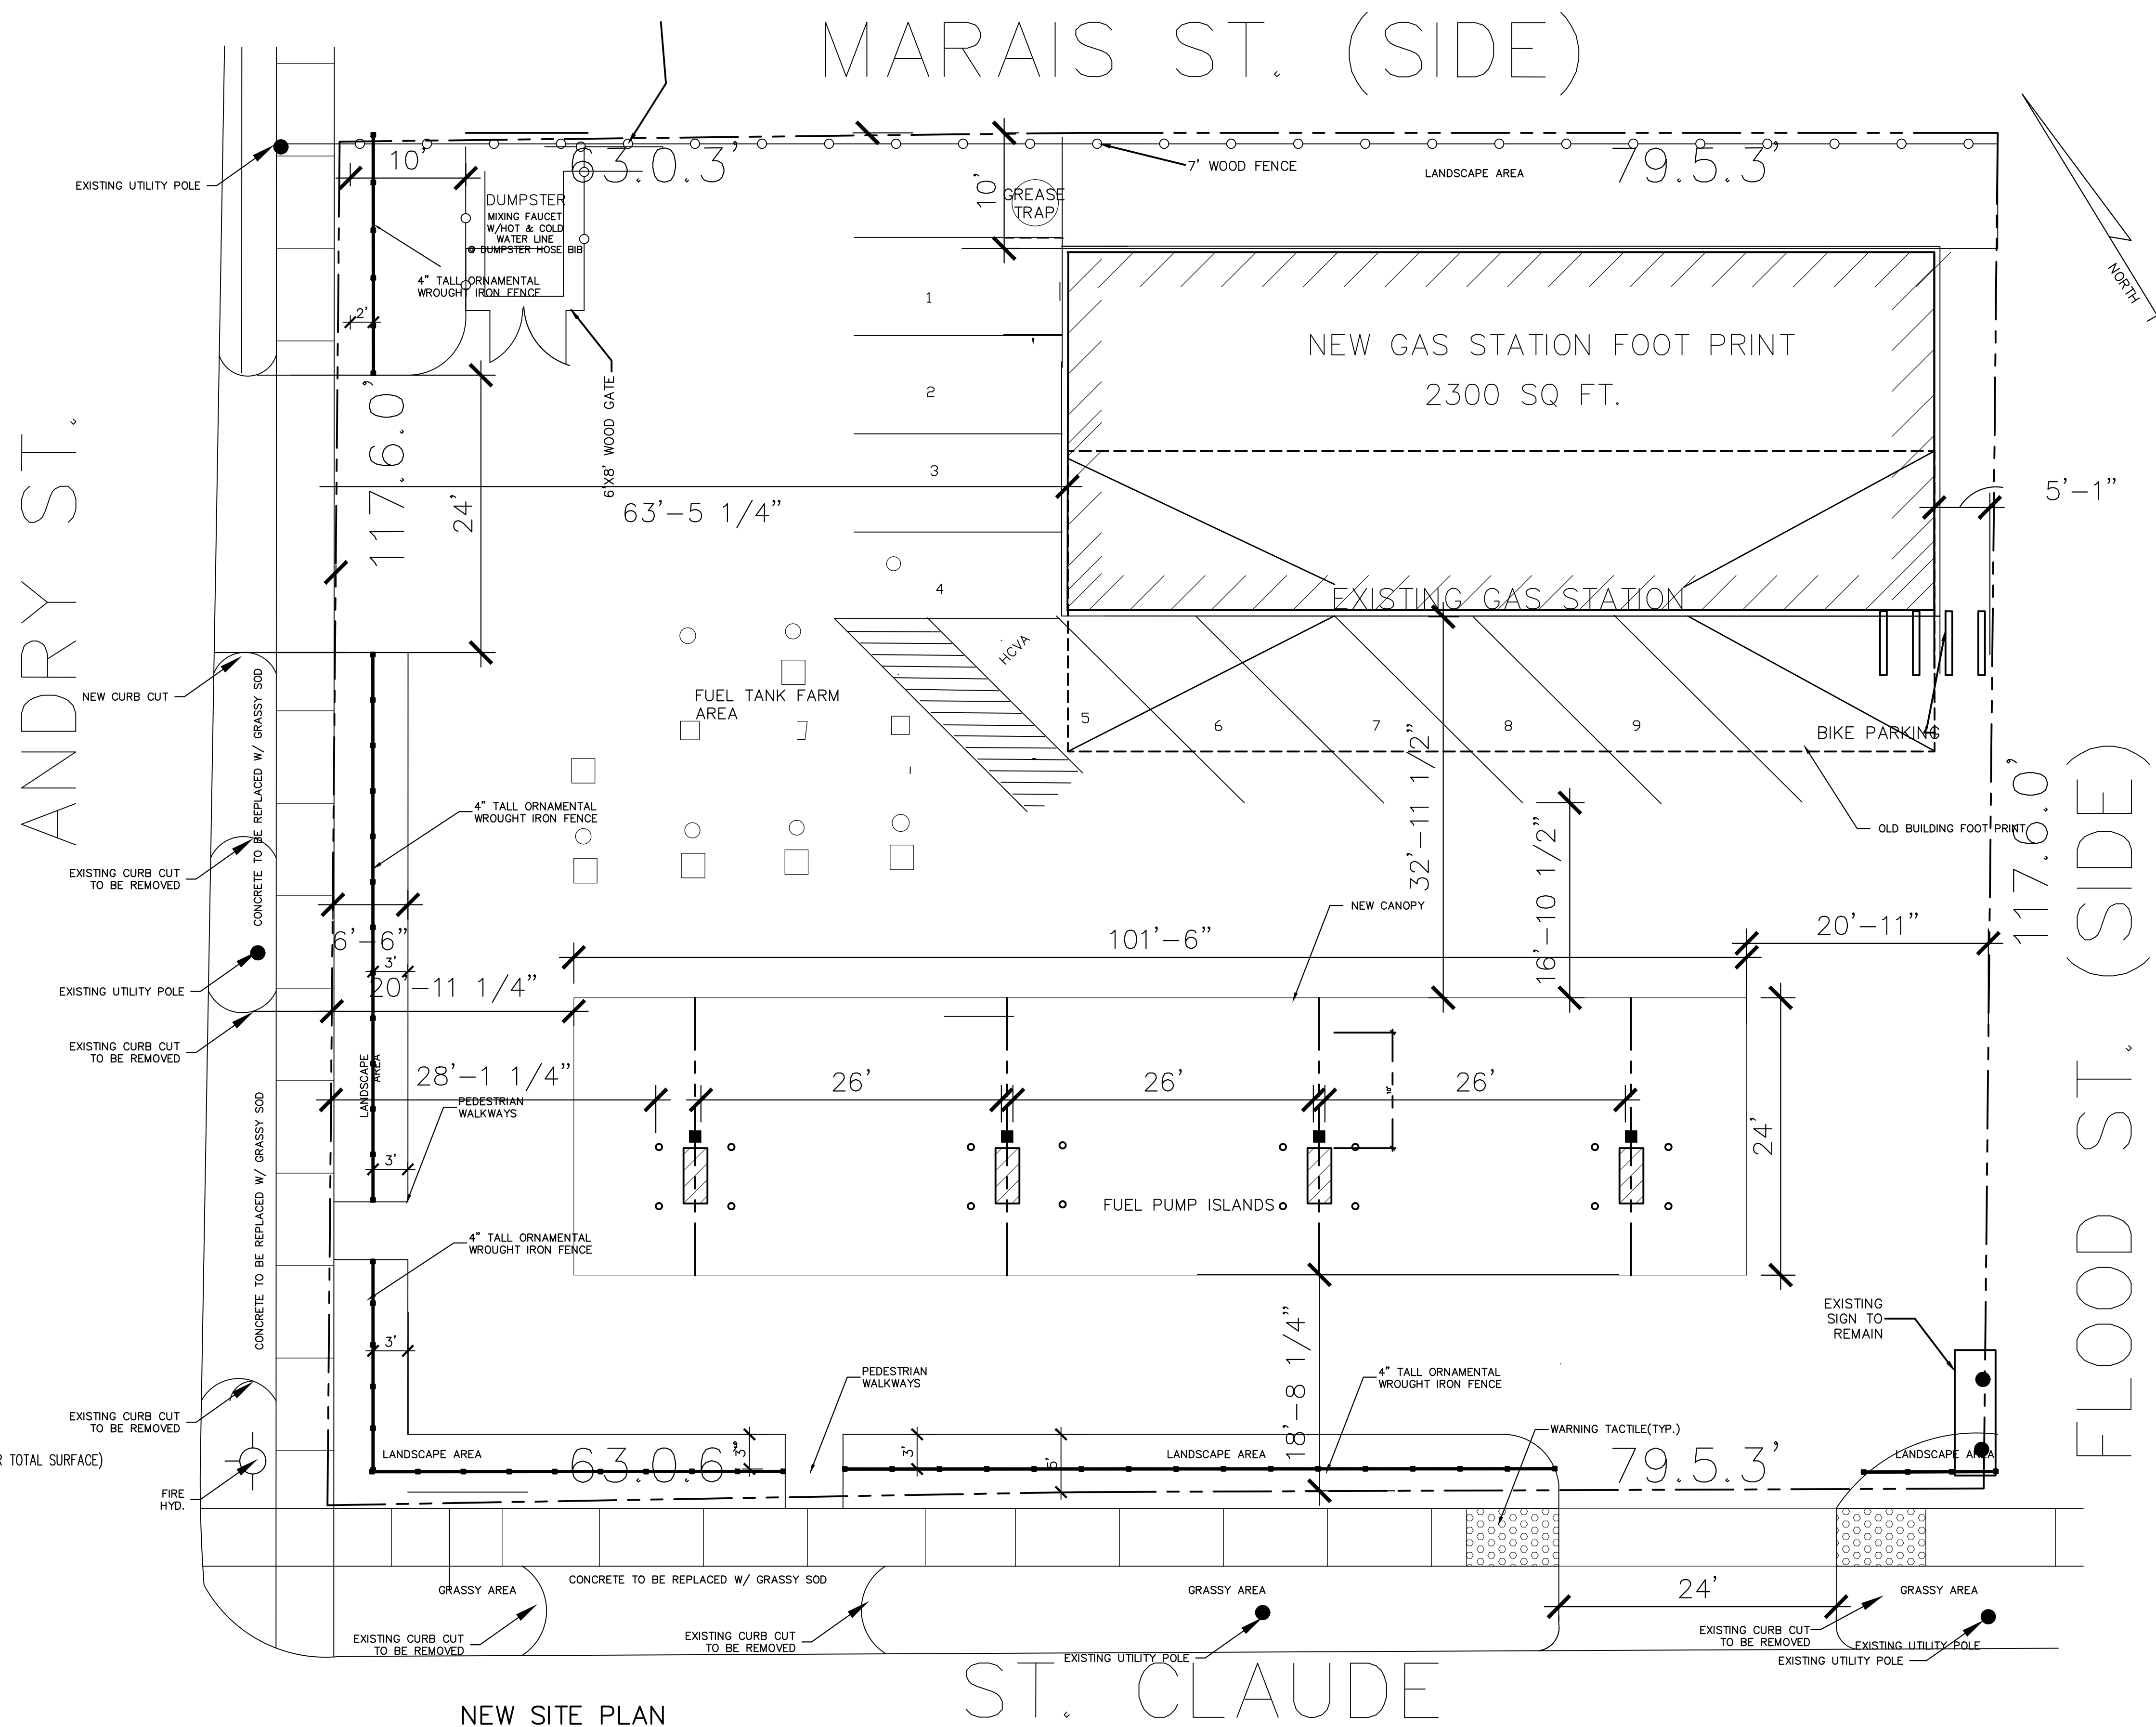 MARAIS ST. (SIDE)
63.0.3'
79.5.3'
10'
10'
EXISTING UTILITY POLE
DUMPSTER
MIXING FAUCET
W/HOT & COLD
WATER LINE
@ DUMPSTER HOSE BIB
GREASE
TRAP
7' WOOD FENCE
LANDSCAPE AREA
NORTH
4" TALL ORNAMENTAL
WROUGHT IRON FENCE
2'
1
2
3
4
NEW GAS STATION FOOT PRINT
2300 SQ FT.
6'X8' WOOD GATE
117.6.0'
24'
63'-5 1/4"
5'-1"
ANDRY ST.
EXISTING GAS STATION
HCVA
NEW CURB CUT
CONCRETE TO BE REPLACED W/ GRASSY SOD
FUEL TANK FARM
AREA
5
6
7
8
9
BIKE PARKING
32'-11 1/2"
16'-10 1/2"
OLD BUILDING FOOT PRINT
117.6.0'
FLOOD ST. (SIDE)
4" TALL ORNAMENTAL
WROUGHT IRON FENCE
EXISTING CURB CUT
TO BE REMOVED
NEW CANOPY
6'-6"
3'
101'-6"
20'-11"
EXISTING UTILITY POLE
20'-11 1/4"
EXISTING CURB CUT
TO BE REMOVED
LANDSCAPE
AREA
28'-1 1/4"
26'
26'
26'
PEDESTRIAN
WALKWAYS
24'
3'
CONCRETE TO BE REPLACED W/ GRASSY SOD
FUEL PUMP ISLANDS
4" TALL ORNAMENTAL
WROUGHT IRON FENCE
EXISTING
SIGN TO
REMAIN
3'
18'-8 1/4"
PEDESTRIAN
WALKWAYS
4" TALL ORNAMENTAL
WROUGHT IRON FENCE
EXISTING CURB CUT
TO BE REMOVED
WARNING TACTILE(TYP.)
R TOTAL SURFACE)
LANDSCAPE AREA
63.0.6'
3'
3'
5'
LANDSCAPE AREA
79.5.3'
LANDSCAPE AREA
FIRE
HYD.
GRASSY AREA
CONCRETE TO BE REPLACED W/ GRASSY SOD
GRASSY AREA
24'
GRASSY AREA
EXISTING CURB CUT
TO BE REMOVED
EXISTING CURB CUT
TO BE REMOVED
EXISTING UTILITY POLE
EXISTING CURB CUT
TO BE REMOVED
EXISTING UTILITY POLE
EXISTING UTILITY POLE
ST. CLAUDE
NEW SITE PLAN